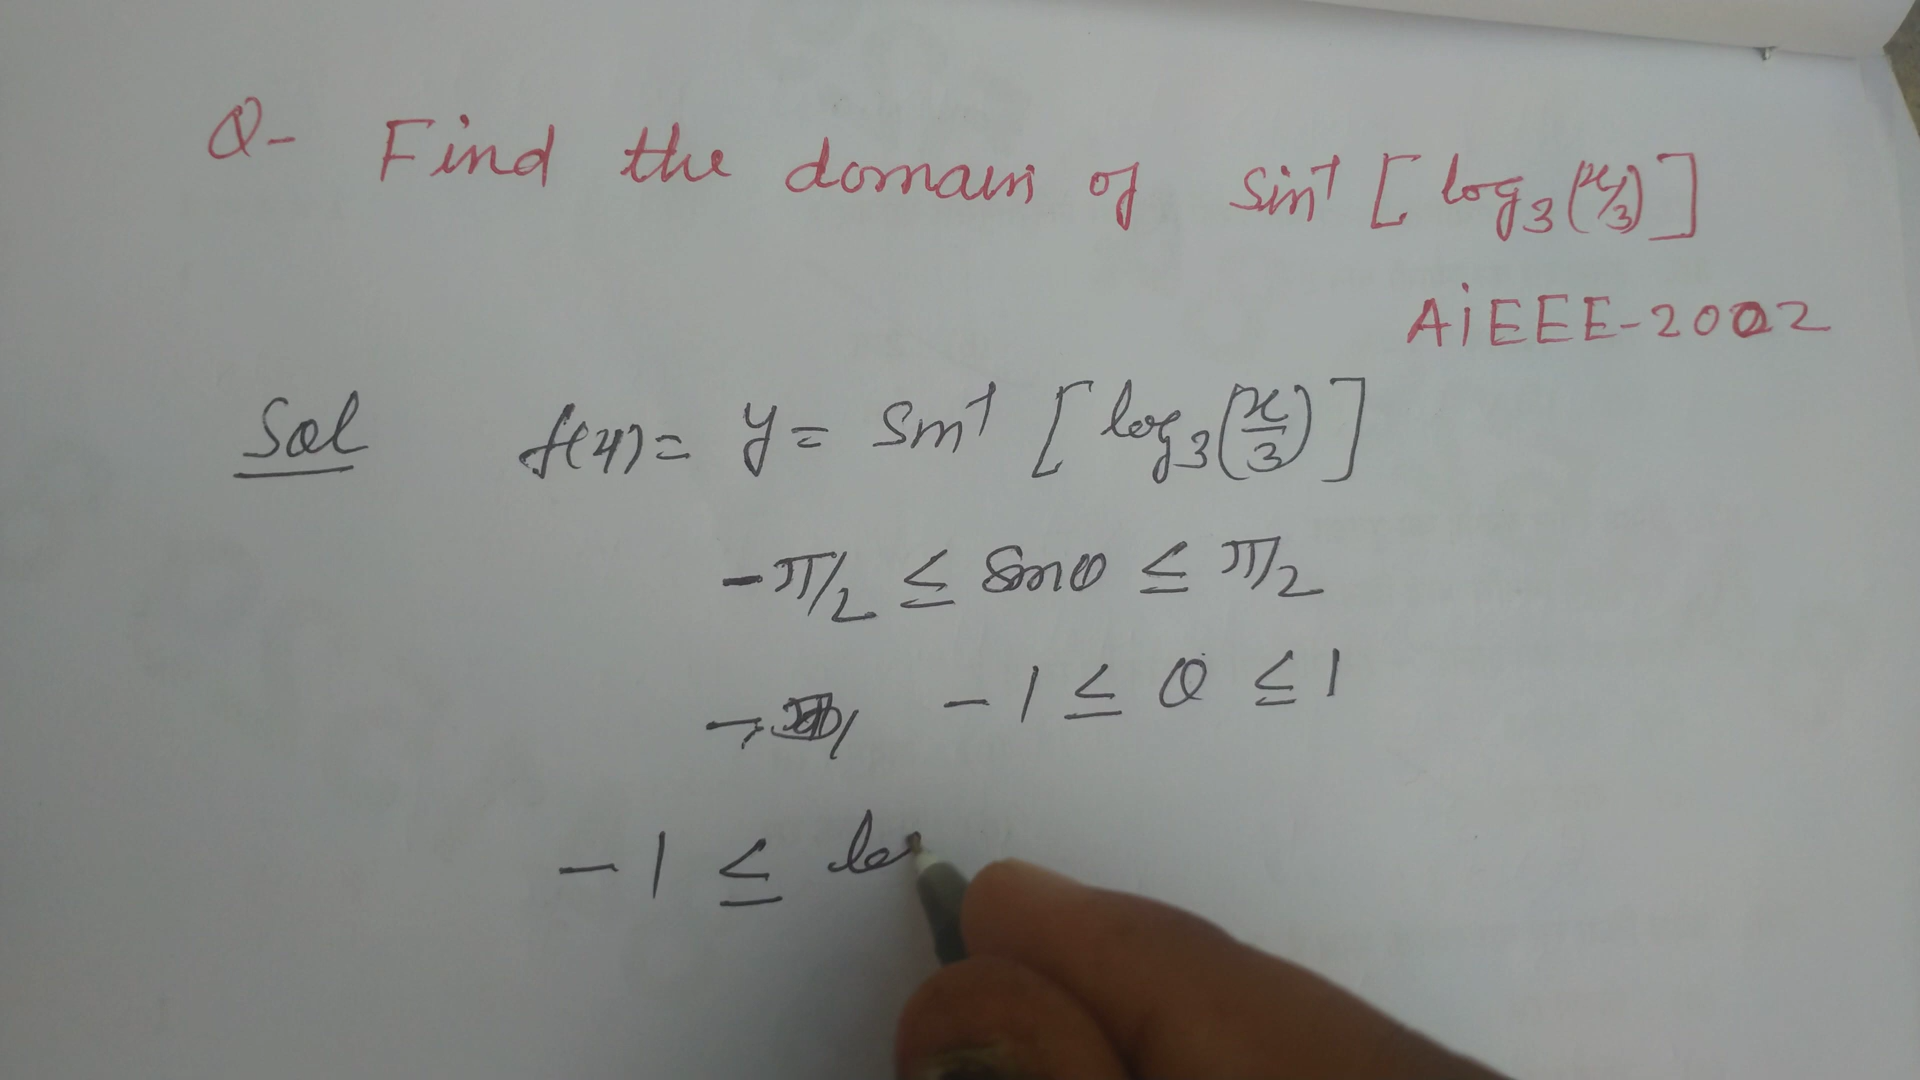 Q- Find the domain of sin⁻¹ [log₃(x/3)]
AiEEE-2002
Sol f(x) = y = sin⁻¹ [log₃(x/3)]
-π/2 ≤ sinθ ≤ π/2
-1 ≤ θ ≤ 1
-1 ≤ lo